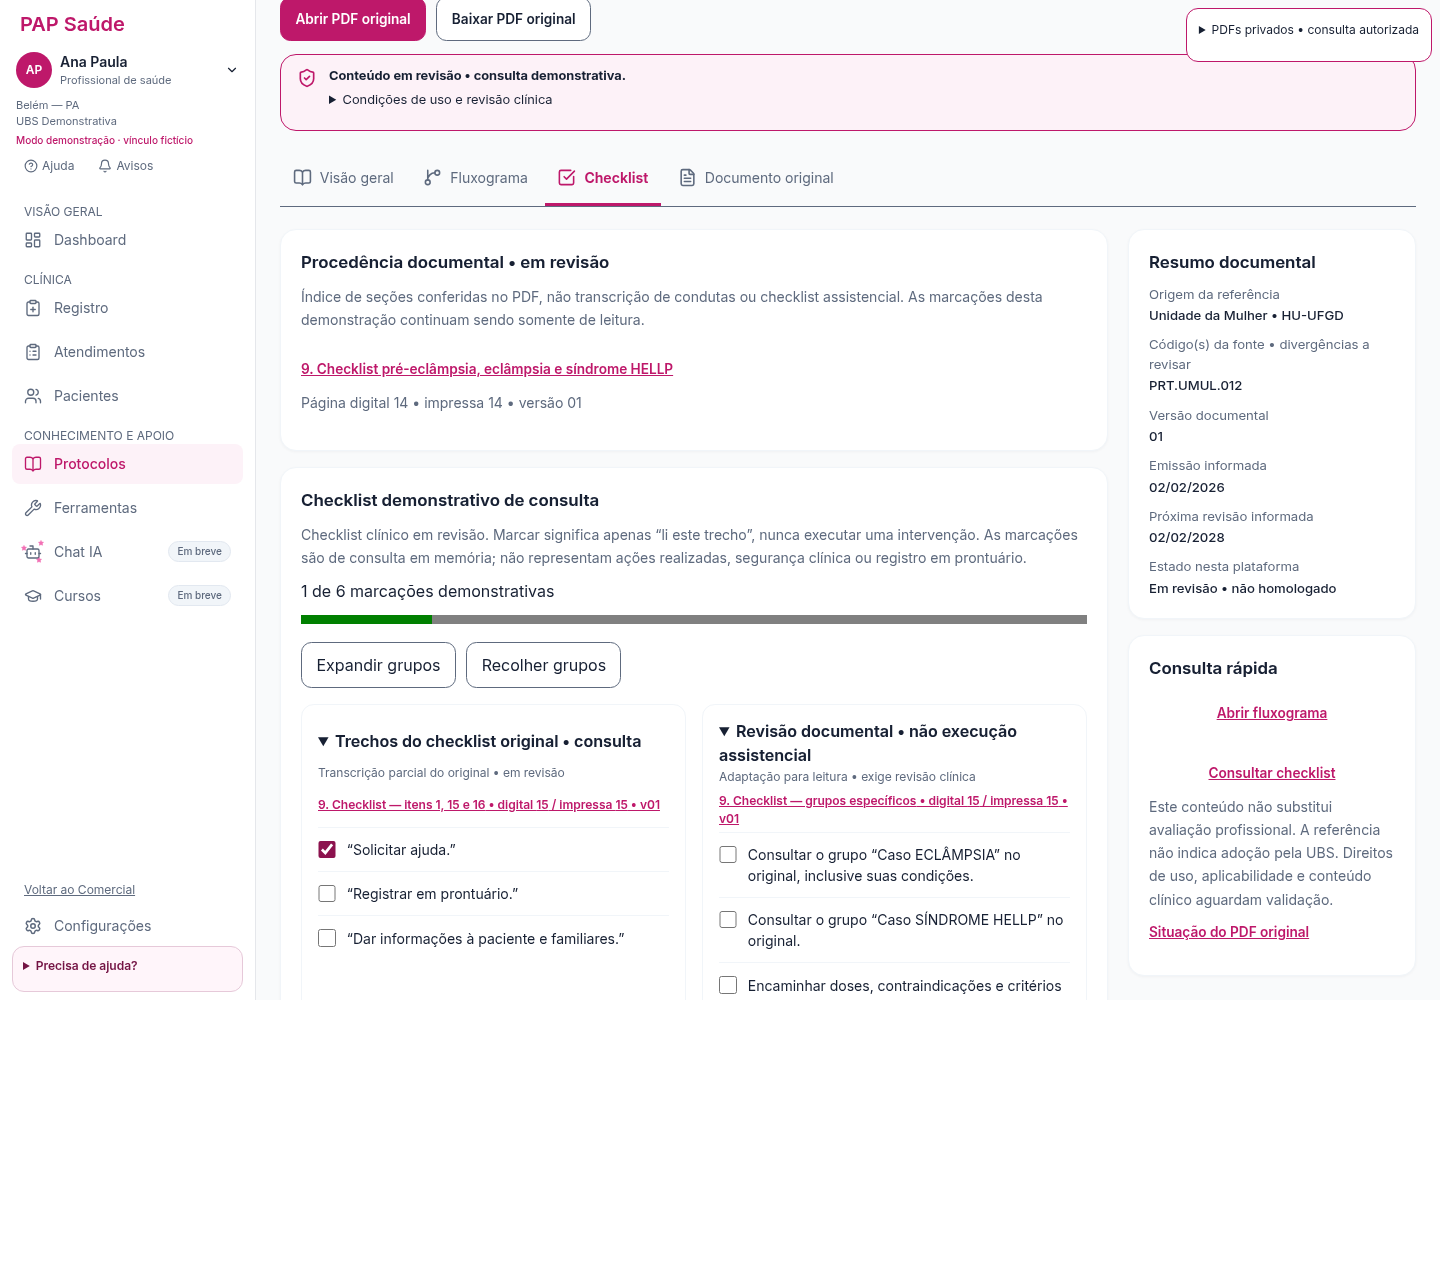 PAP Saúde
AP
Ana Paula
Profissional de saúde
Belém — PA
UBS Demonstrativa
Modo demonstração · vínculo fictício
Ajuda
Avisos
VISÃO GERAL
Dashboard
CLÍNICA
Registro
Atendimentos
Pacientes
CONHECIMENTO E APOIO
Protocolos
Ferramentas
Chat IA
Em breve
Cursos
Em breve
Voltar ao Comercial
Configurações
Precisa de ajuda?
Abrir PDF original
Baixar PDF original
PDFs privados • consulta autorizada
Conteúdo em revisão • consulta demonstrativa.
Condições de uso e revisão clínica
Visão geral
Fluxograma
Checklist
Documento original
Procedência documental • em revisão
Índice de seções conferidas no PDF, não transcrição de condutas ou checklist assistencial. As marcações desta
demonstração continuam sendo somente de leitura.
9. Checklist pré-eclâmpsia, eclâmpsia e síndrome HELLP
Página digital 14 • impressa 14 • versão 01
Checklist demonstrativo de consulta
Checklist clínico em revisão. Marcar significa apenas “li este trecho”, nunca executar uma intervenção. As marcações
são de consulta em memória; não representam ações realizadas, segurança clínica ou registro em prontuário.
1 de 6 marcações demonstrativas
Expandir grupos
Recolher grupos
Trechos do checklist original • consulta
Transcrição parcial do original • em revisão
9. Checklist — itens 1, 15 e 16 • digital 15 / impressa 15 • v01
“Solicitar ajuda.”
“Registrar em prontuário.”
“Dar informações à paciente e familiares.”
Revisão documental • não execução
assistencial
Adaptação para leitura • exige revisão clínica
9. Checklist — grupos específicos • digital 15 / impressa 15 •
v01
Consultar o grupo “Caso ECLÂMPSIA” no
original, inclusive suas condições.
Consultar o grupo “Caso SÍNDROME HELLP” no
original.
Encaminhar doses, contraindicações e critérios
Resumo documental
Origem da referência
Unidade da Mulher • HU-UFGD
Código(s) da fonte • divergências a
revisar
PRT.UMUL.012
Versão documental
01
Emissão informada
02/02/2026
Próxima revisão informada
02/02/2028
Estado nesta plataforma
Em revisão • não homologado
Consulta rápida
Abrir fluxograma
Consultar checklist
Este conteúdo não substitui
avaliação profissional. A referência
não indica adoção pela UBS. Direitos
de uso, aplicabilidade e conteúdo
clínico aguardam validação.
Situação do PDF original